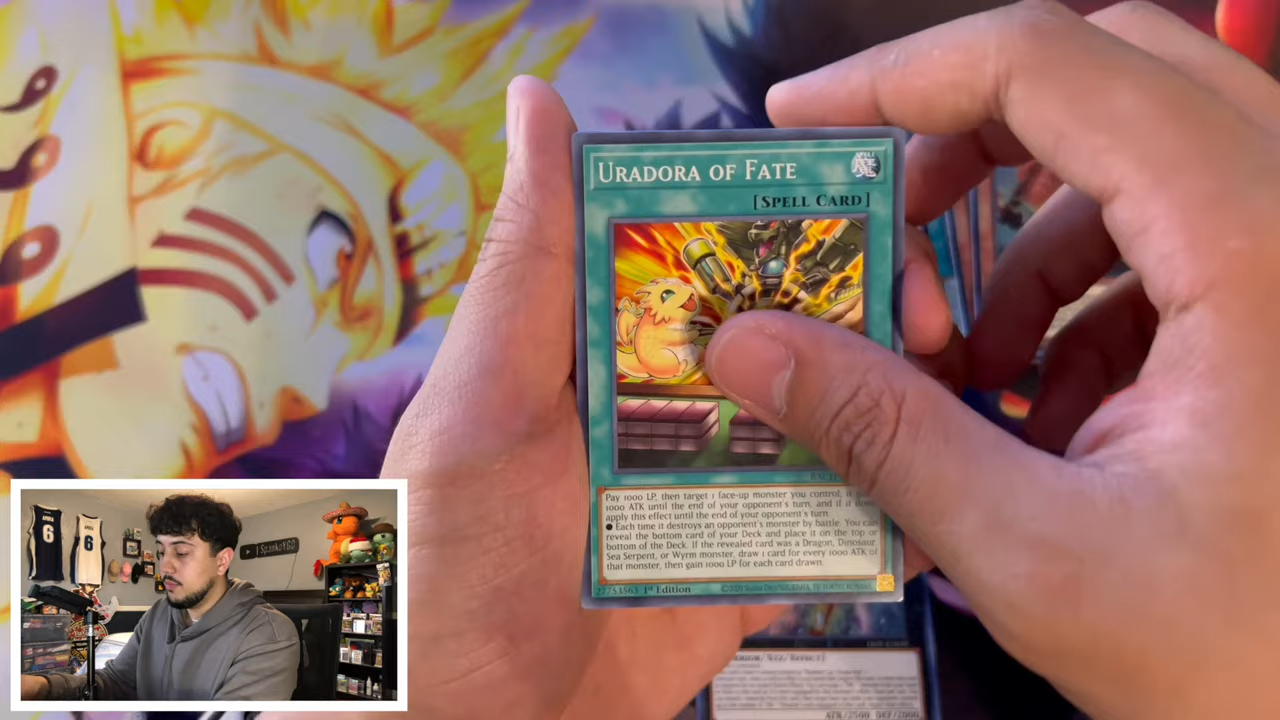 URADORA OF FATE
[SPELL CARD]
Pay 1000 LP, then target 1 face-up monster you control; it
1000 ATK until the end of your opponent's turn, and if it does,
apply this effect until the end of your opponent's turn.
● Each time it destroys an opponent's monster by battle: You can
reveal the bottom card of your Deck and place it on the top or
bottom of the Deck. If the revealed card was a Dragon, Dinosaur,
Sea Serpent, or Wyrm monster, draw 1 card for every 1000 ATK of
that monster, then gain 1000 LP for each card drawn.
27753563 1st Edition
SpankoYGO
6
6
ATK/2500 DEF/2000